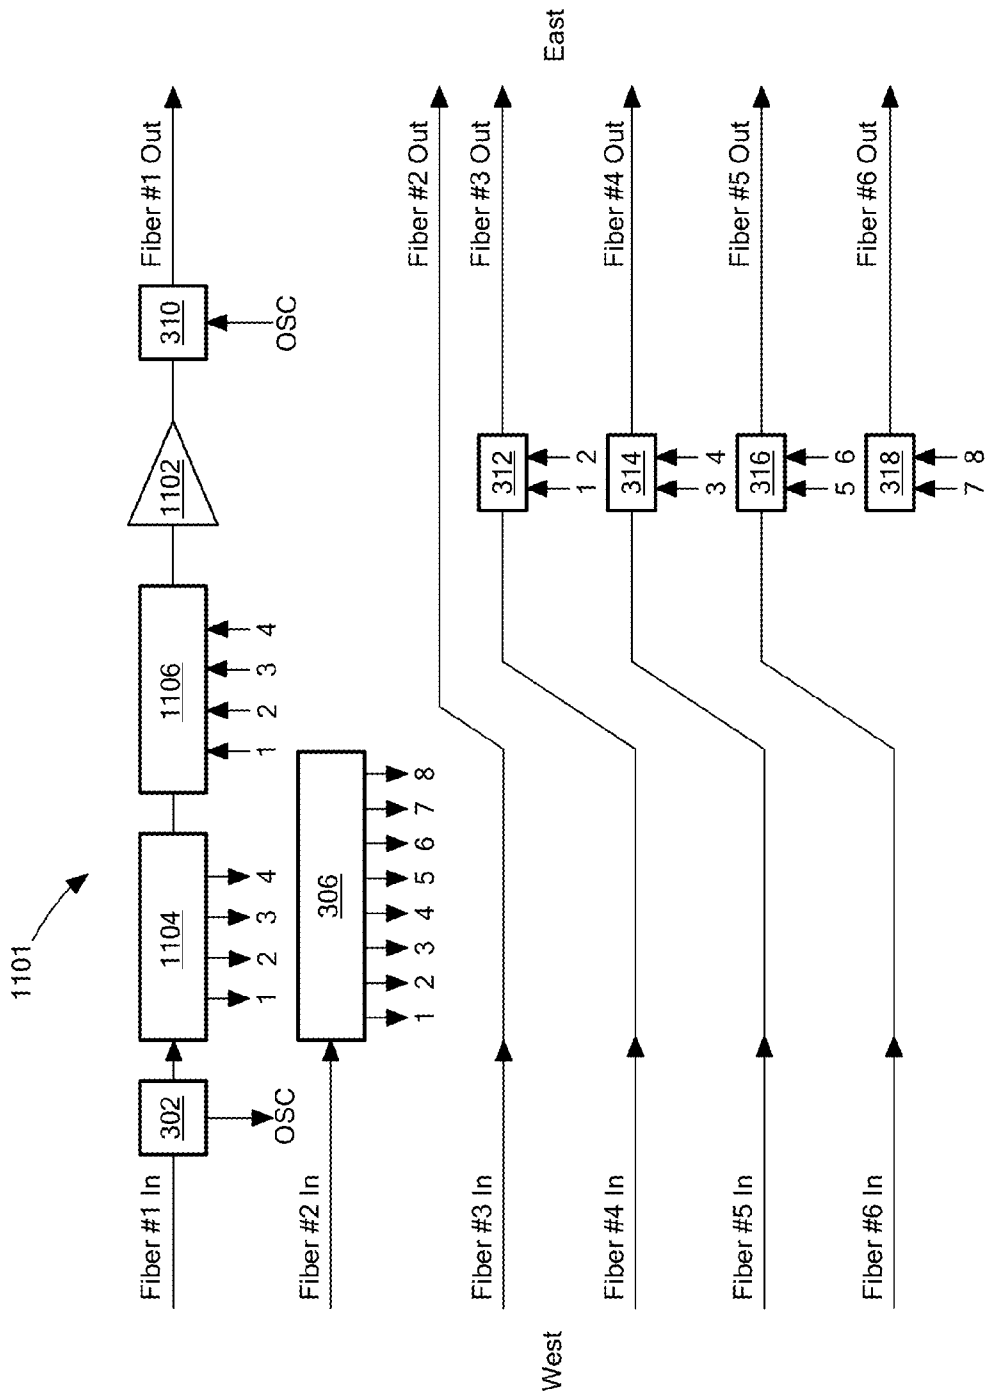 1101
Fiber #1 In
302
OSC
1104
1 2 3 4
1106
1 2 3 4
1102
310
OSC
Fiber #1 Out
Fiber #2 In
306
1 2 3 4 5 6 7 8
Fiber #2 Out
West
East
Fiber #3 In
312
1 2
Fiber #3 Out
Fiber #4 In
314
3 4
Fiber #4 Out
Fiber #5 In
316
5 6
Fiber #5 Out
Fiber #6 In
318
7 8
Fiber #6 Out